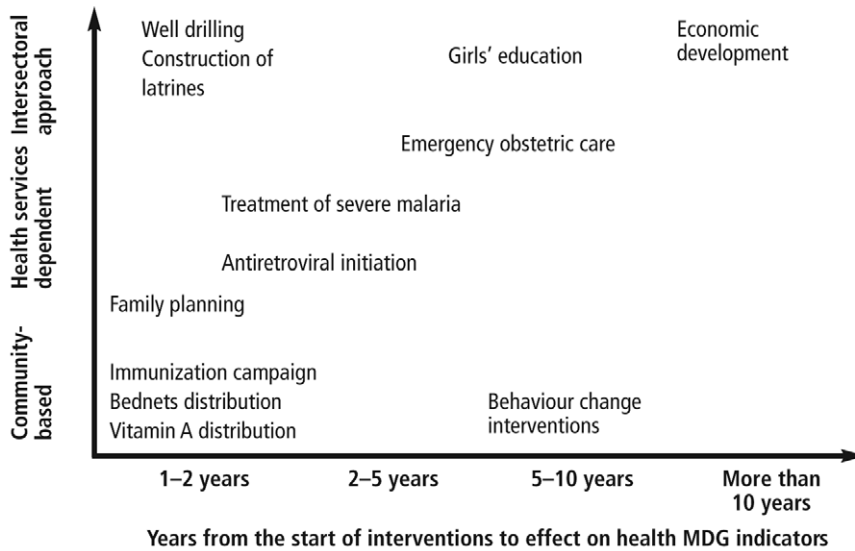 Intersectoral
approach
Health services
dependent
Community-
based
Well drilling
Construction of
latrines
Girls' education
Economic
development
Emergency obstetric care
Treatment of severe malaria
Antiretroviral initiation
Family planning
Immunization campaign
Bednets distribution
Vitamin A distribution
Behaviour change
interventions
1–2 years
2–5 years
5–10 years
More than
10 years
Years from the start of interventions to effect on health MDG indicators